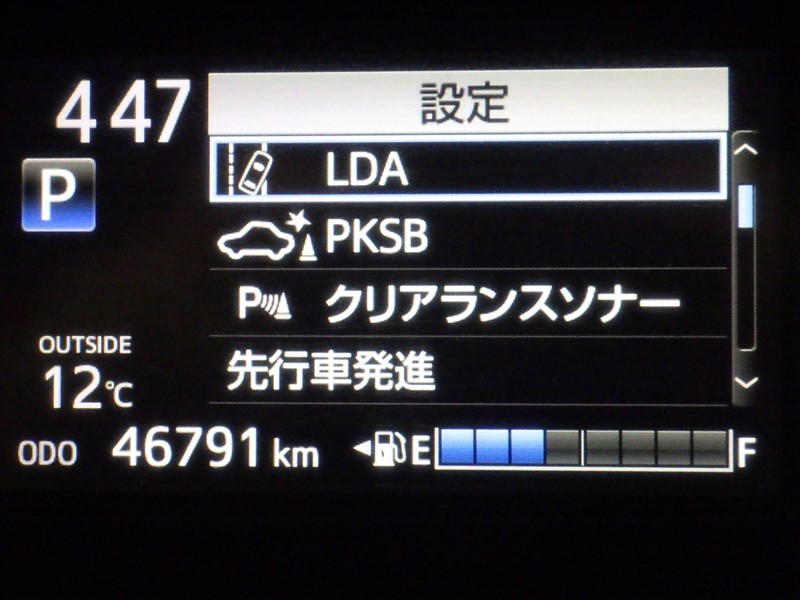 4 47
設定
P
LDA
PKSB
P クリアランスソナー
先行車発進
OUTSIDE
12℃
ODO 46791 km
E F